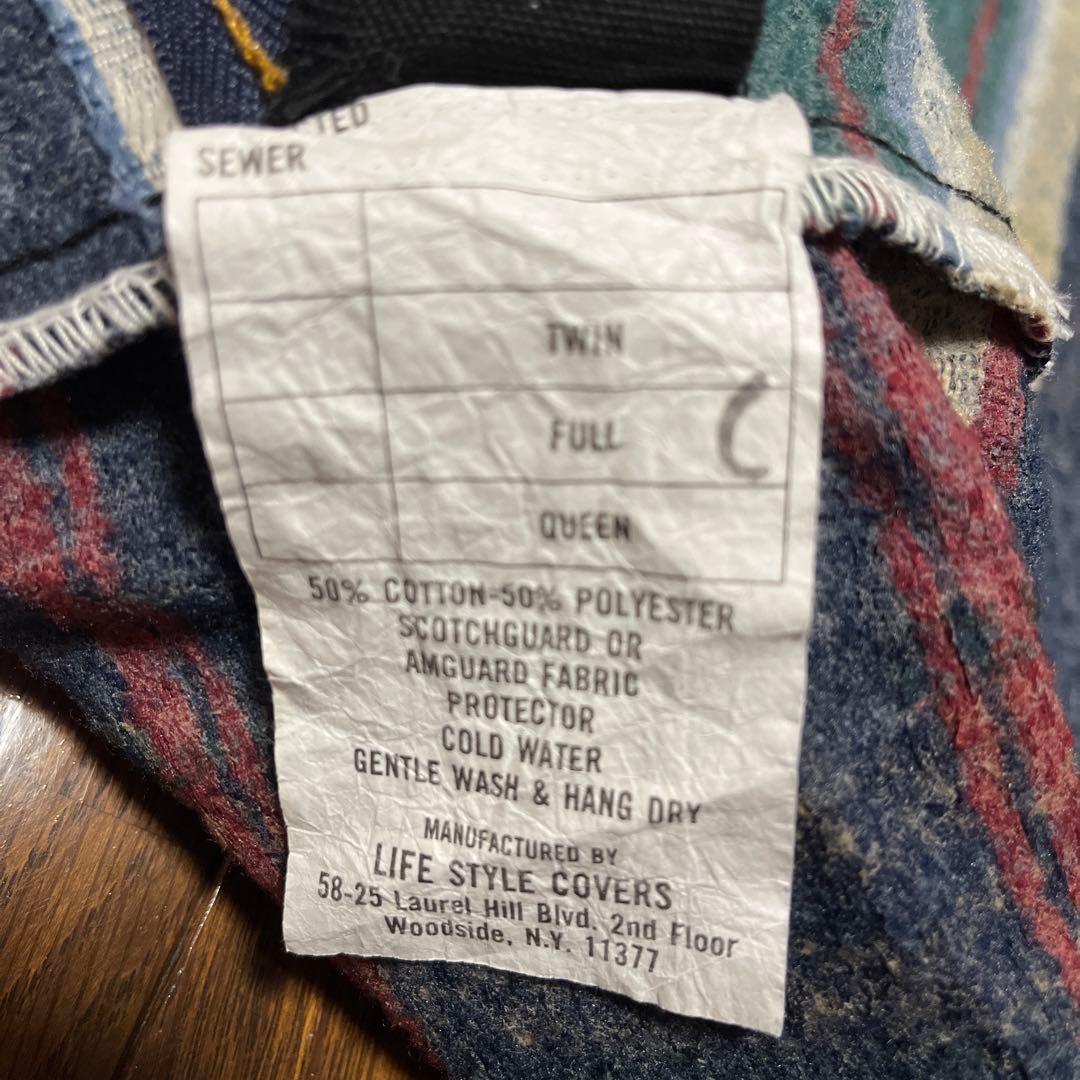 TED
SEWER
TWIN
FULL
QUEEN
50% COTTON-50% POLYESTER
SCOTCHGUARD OR
AMGUARD FABRIC
PROTECTOR
COLD WATER
GENTLE WASH & HANG DRY
MANUFACTURED BY
LIFE STYLE COVERS
58-25 Laurel Hill Blvd. 2nd Floor
Woodside, N.Y. 11377